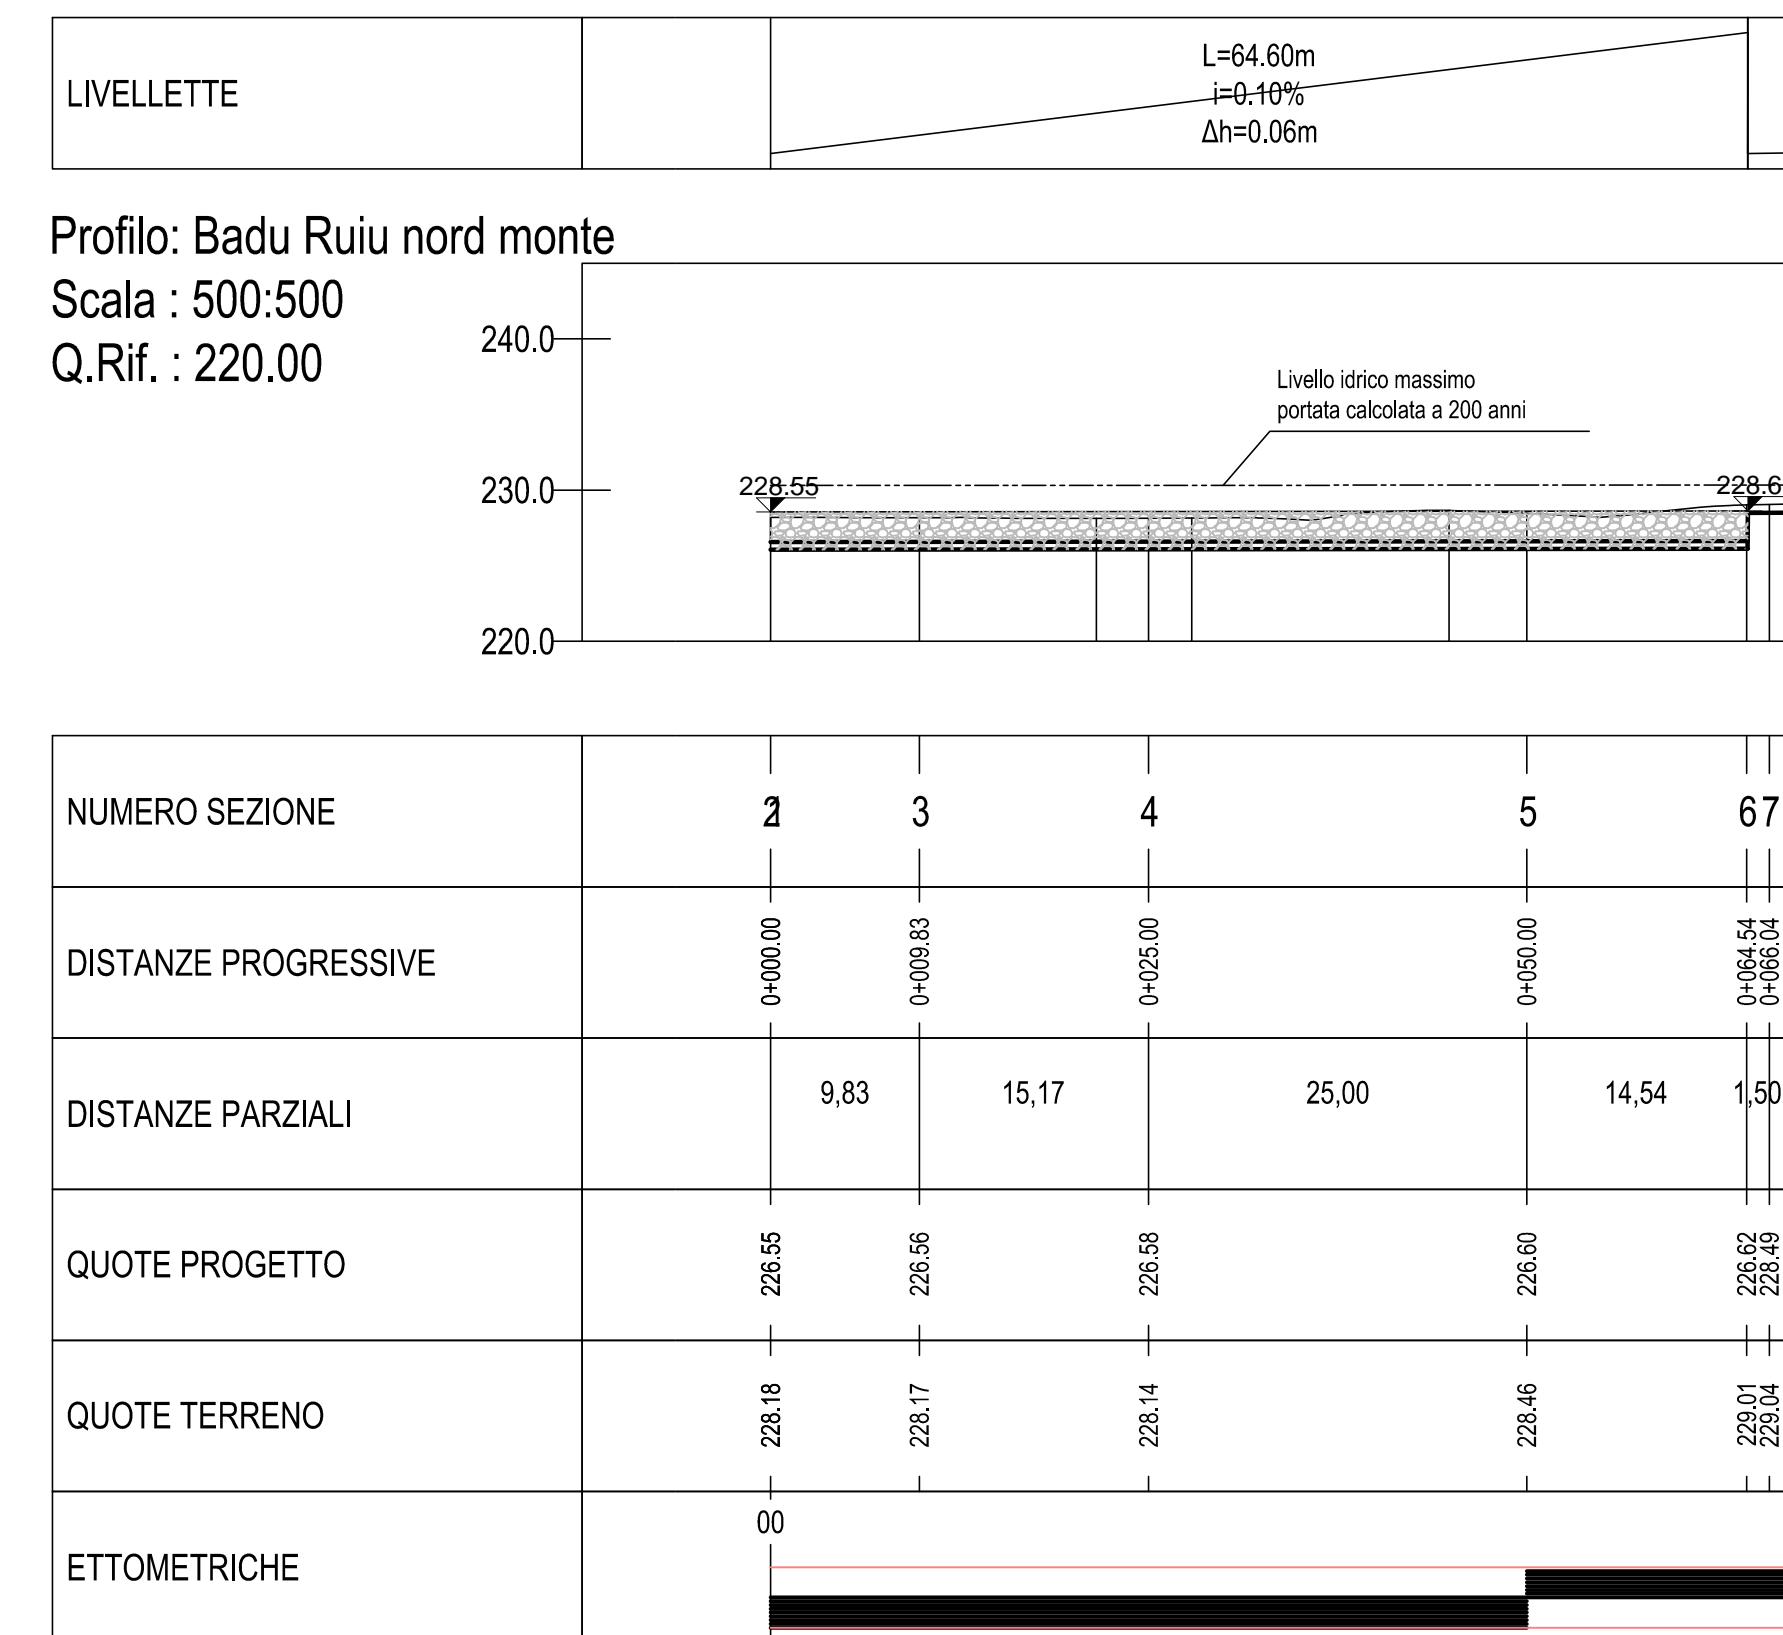 L=64.60m
i=0.10%
Δh=0.06m
LIVELLETTE
Profilo: Badu Ruiu nord monte
Scala : 500:500
Q.Rif. : 220.00
240.0
230.0
220.0
Livello idrico massimo
portata calcolata a 200 anni
228.55
228.6
NUMERO SEZIONE
3 4 5 6 7
DISTANZE PROGRESSIVE
0+000.00 0+009.83 0+025.00 0+050.00 0+064.54 0+066.04
DISTANZE PARZIALI
9,83 15,17 25,00 14,54 1,50
QUOTE PROGETTO
226.55 226.56 226.58 226.60 226.62 228.49
QUOTE TERRENO
228.18 228.17 228.14 228.46 229.01 229.04
ETTOMETRICHE
00